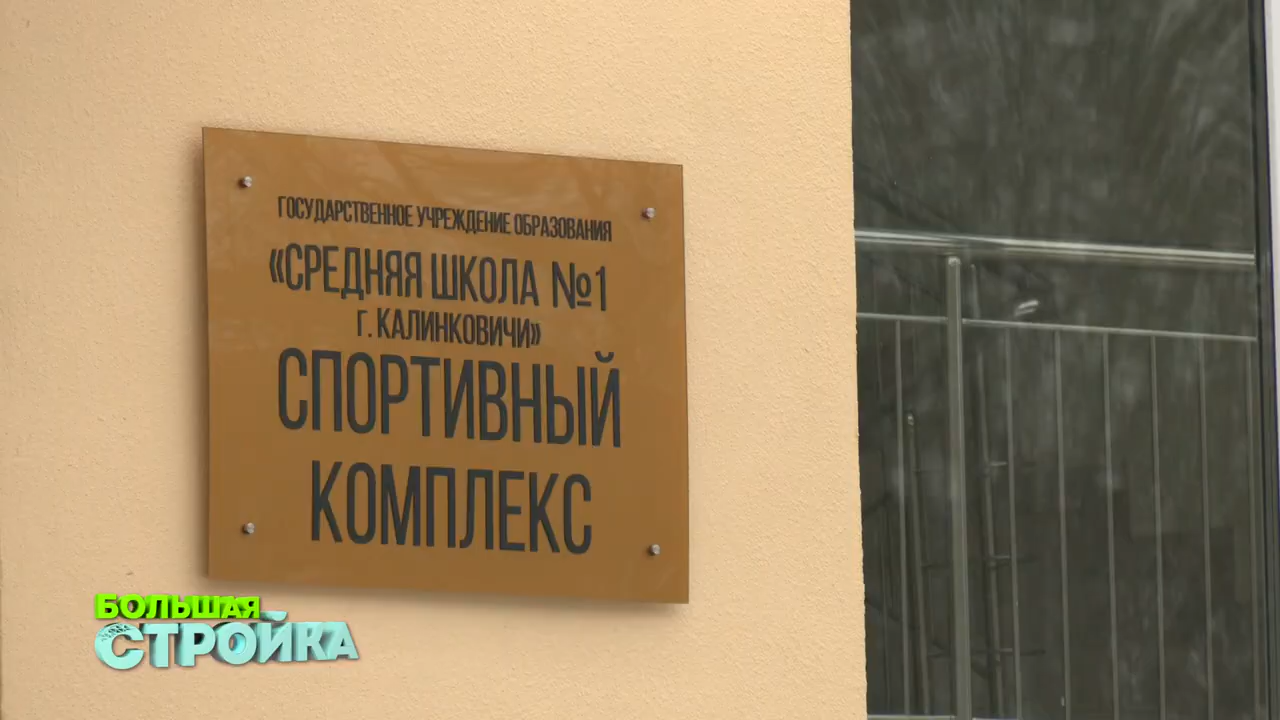 ГОСУДАРСТВЕННОЕ УЧРЕЖДЕНИЕ ОБРАЗОВАНИЯ
«СРЕДНЯЯ ШКОЛА №1
г. КАЛИНКОВИЧИ»
СПОРТИВНЫЙ
КОМПЛЕКС
БОЛЬШАЯ
СТРОЙКА